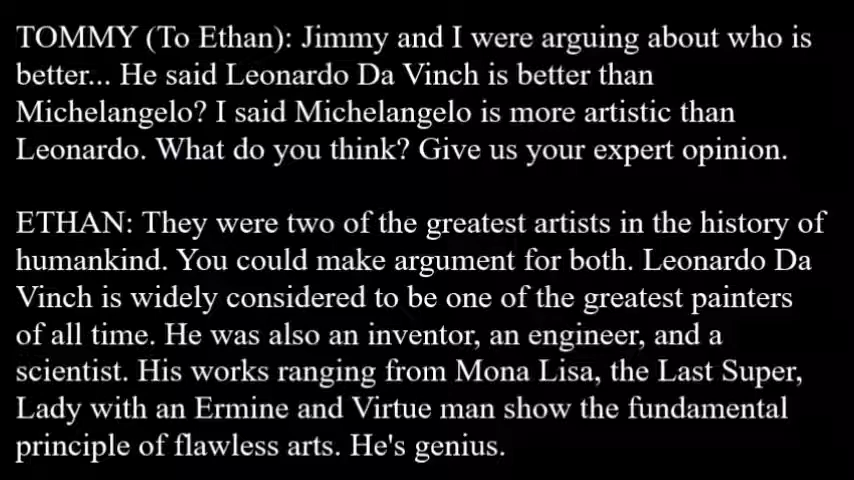 TOMMY (To Ethan): Jimmy and I were arguing about who is
better... He said Leonardo Da Vinch is better than
Michelangelo? I said Michelangelo is more artistic than
Leonardo. What do you think? Give us your expert opinion.
ETHAN: They were two of the greatest artists in the history of
humankind. You could make argument for both. Leonardo Da
Vinch is widely considered to be one of the greatest painters
of all time. He was also an inventor, an engineer, and a
scientist. His works ranging from Mona Lisa, the Last Super,
Lady with an Ermine and Virtue man show the fundamental
principle of flawless arts. He's genius.